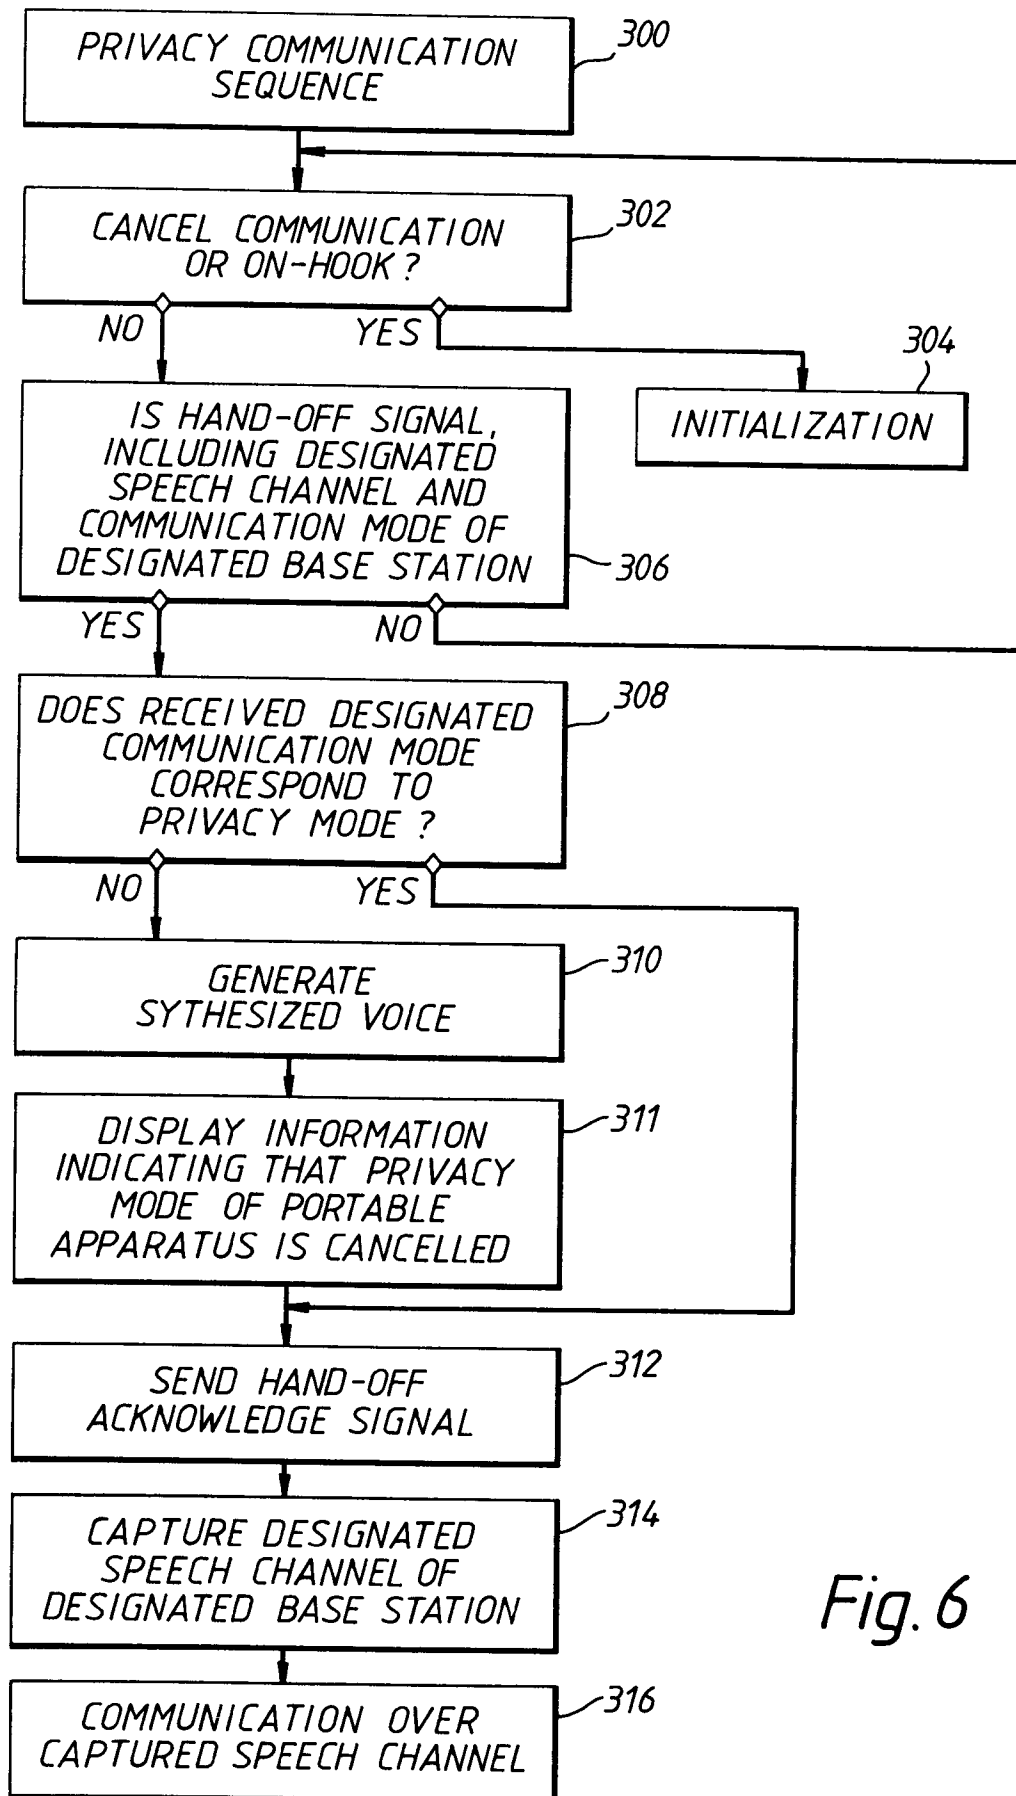 PRIVACY COMMUNICATION
SEQUENCE
300
CANCEL COMMUNICATION
OR ON-HOOK?
302
NO
YES
304
INITIALIZATION
IS HAND-OFF SIGNAL,
INCLUDING DESIGNATED
SPEECH CHANNEL AND
COMMUNICATION MODE OF
DESIGNATED BASE STATION
306
YES
NO
DOES RECEIVED DESIGNATED
COMMUNICATION MODE
CORRESPOND TO
PRIVACY MODE?
308
NO
YES
GENERATE
SYTHESIZED VOICE
310
DISPLAY INFORMATION
INDICATING THAT PRIVACY
MODE OF PORTABLE
APPARATUS IS CANCELLED
311
SEND HAND-OFF
ACKNOWLEDGE SIGNAL
312
CAPTURE DESIGNATED
SPEECH CHANNEL OF
DESIGNATED BASE STATION
314
COMMUNICATION OVER
CAPTURED SPEECH CHANNEL
316
Fig. 6